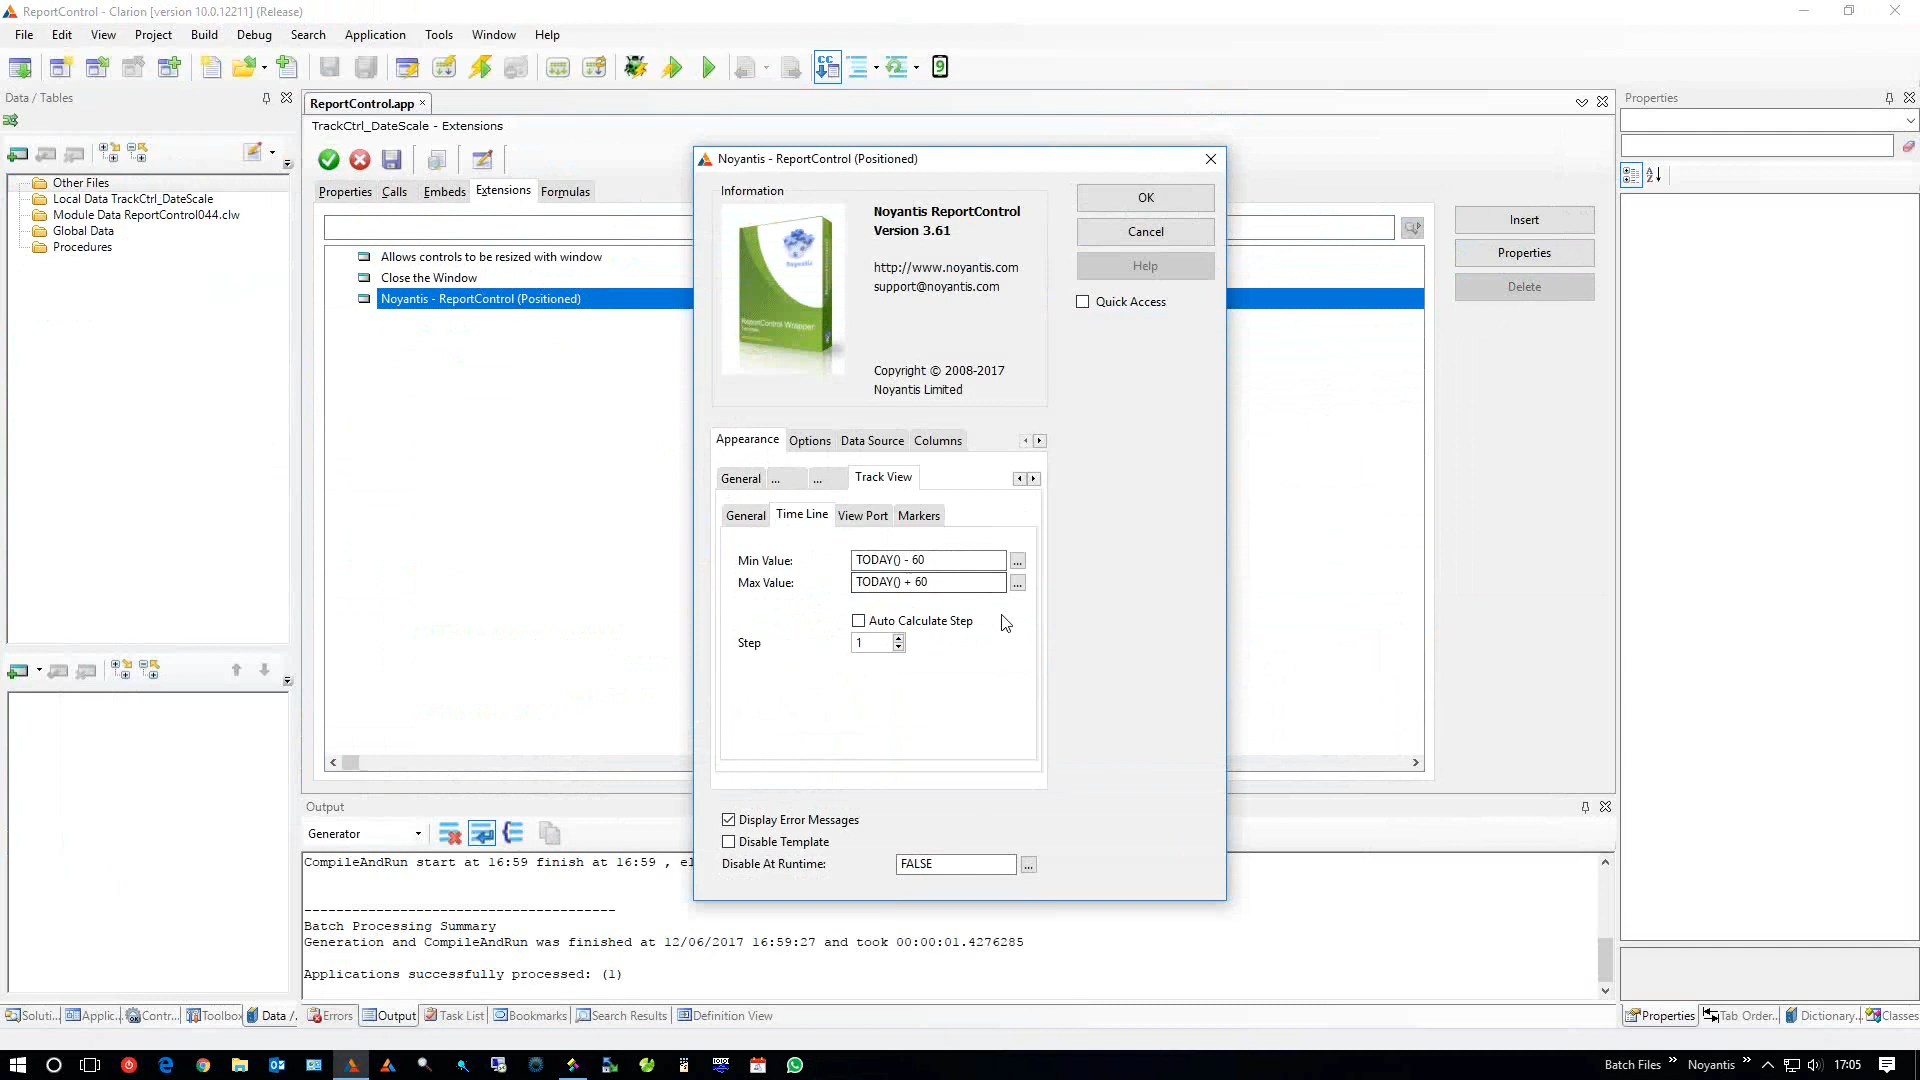 ReportControl - Clarion [version 10.0.12211] (Release)
File Edit View Project Build Debug Search Application Tools Window Help
Data / Tables
Other Files
Local Data TrackCtrl_DateScale
Module Data ReportControl044.clw
Global Data
Procedures
ReportControl.app
TrackCtrl_DateScale - Extensions
Properties Calls Embeds Extensions Formulas
Allows controls to be resized with window
Close the Window
Noyantis - ReportControl (Positioned)
Insert
Properties
Delete
Noyantis - ReportControl (Positioned)
Information
Noyantis ReportControl
Version 3.61
http://www.noyantis.com
support@noyantis.com
Copyright © 2008-2017
Noyantis Limited
OK
Cancel
Help
Quick Access
Appearance Options Data Source Columns
General ... ... Track View
General Time Line View Port Markers
Min Value: TODAY() - 60 ...
Max Value: TODAY() + 60 ...
Auto Calculate Step
Step 1
Display Error Messages
Disable Template
Disable At Runtime: FALSE ...
Properties
Output
Generator
CompileAndRun start at 16:59 finish at 16:59 , el
---------------------------------------
Batch Processing Summary
Generation and CompileAndRun was finished at 12/06/2017 16:59:27 and took 00:00:01.4276285
Applications successfully processed: (1)
Soluti... Applic... Contr... Toolbox Data /. Errors Output Task List Bookmarks Search Results Definition View
Properties Tab Order... Dictionary... Classes
Batch Files Noyantis 17:05